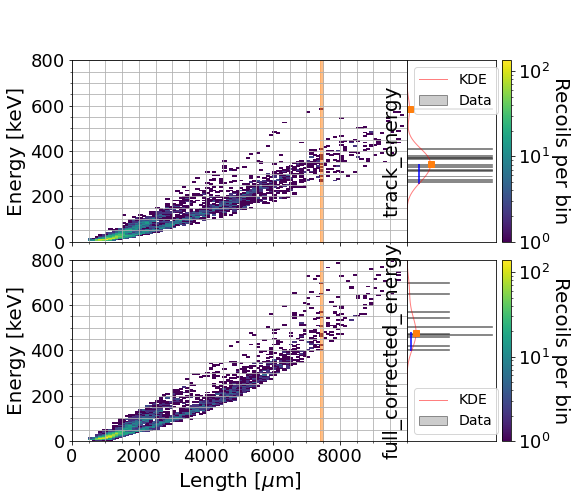 800
600
400
200
0
Energy [keV]
track_energy
KDE
Data
10²
10¹
10⁰
Recoils per bin
800
600
400
200
0
Energy [keV]
full_corrected_energy
KDE
Data
10²
10¹
10⁰
Recoils per bin
0 2000 4000 6000 8000
Length [μm]